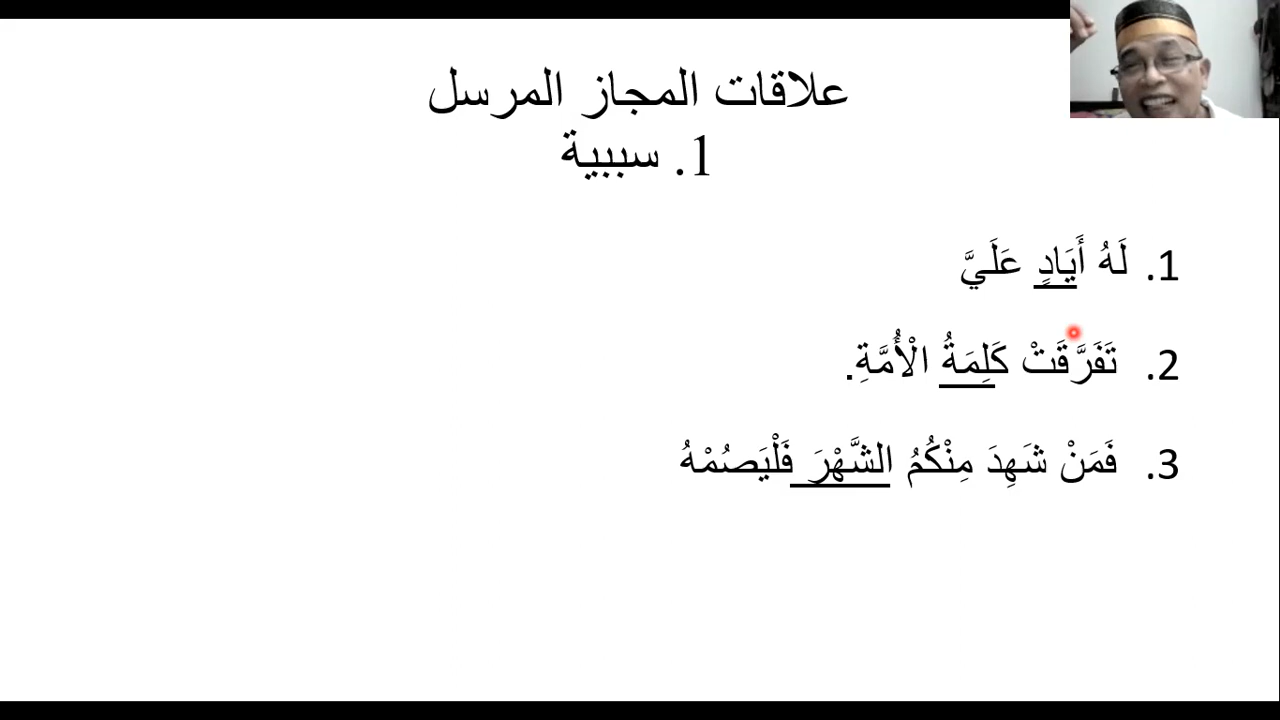 علاقات المجاز المرسل
1. سببية
1. لَهُ أَيَادٍ عَلَيَّ
2. تَفَرَّقَتْ كَلِمَةُ الْأُمَّةِ.
3. فَمَنْ شَهِدَ مِنْكُمُ الشَّهْرَ فَلْيَصُمْهُ